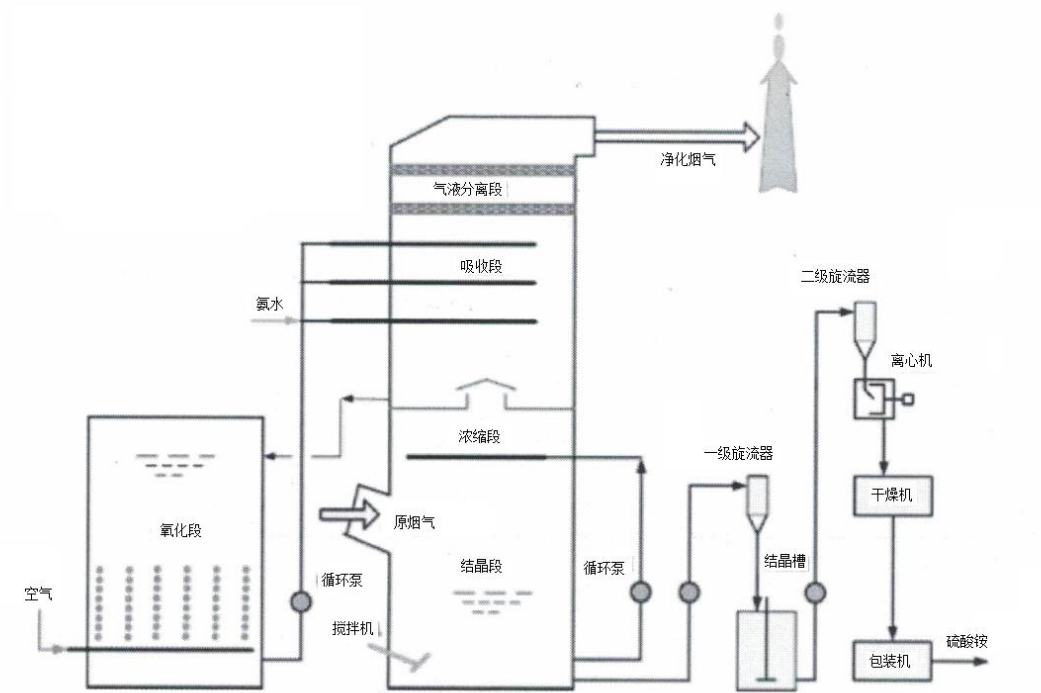 净化烟气
气液分离段
吸收段
二级旋流器
氨水
离心机
浓缩段
一级旋流器
干燥机
原烟气
氧化段
结晶段
循环泵
结晶槽
循环泵
空气
搅拌机
包装机
硫酸铵